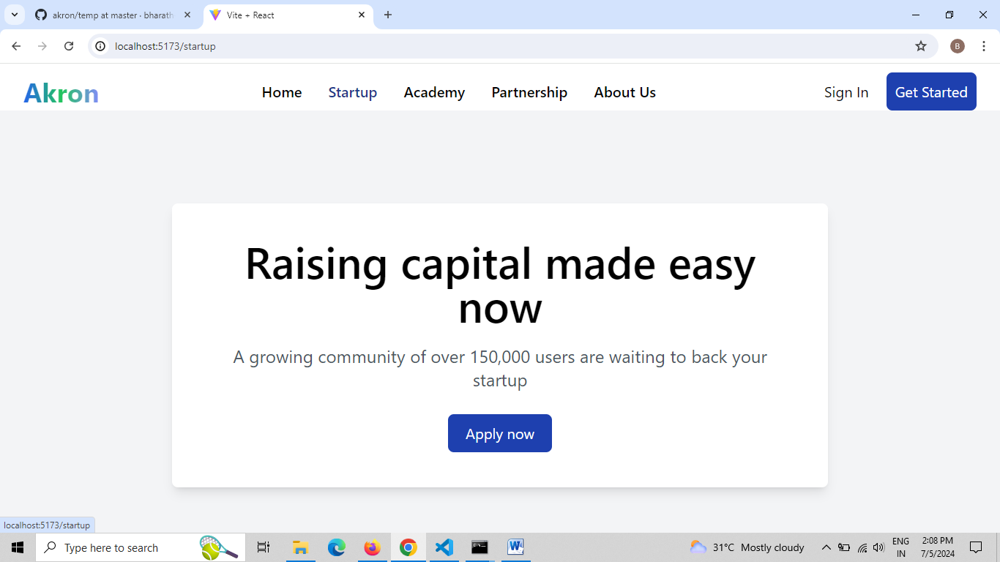 akron/temp at master · bharath
Vite + React
localhost:5173/startup
B
Akron
Home Startup Academy Partnership About Us
Sign In Get Started
Raising capital made easy
now
A growing community of over 150,000 users are waiting to back your
startup
Apply now
localhost:5173/startup
Type here to search
31°C Mostly cloudy
ENG
IN
2:08 PM
7/5/2024